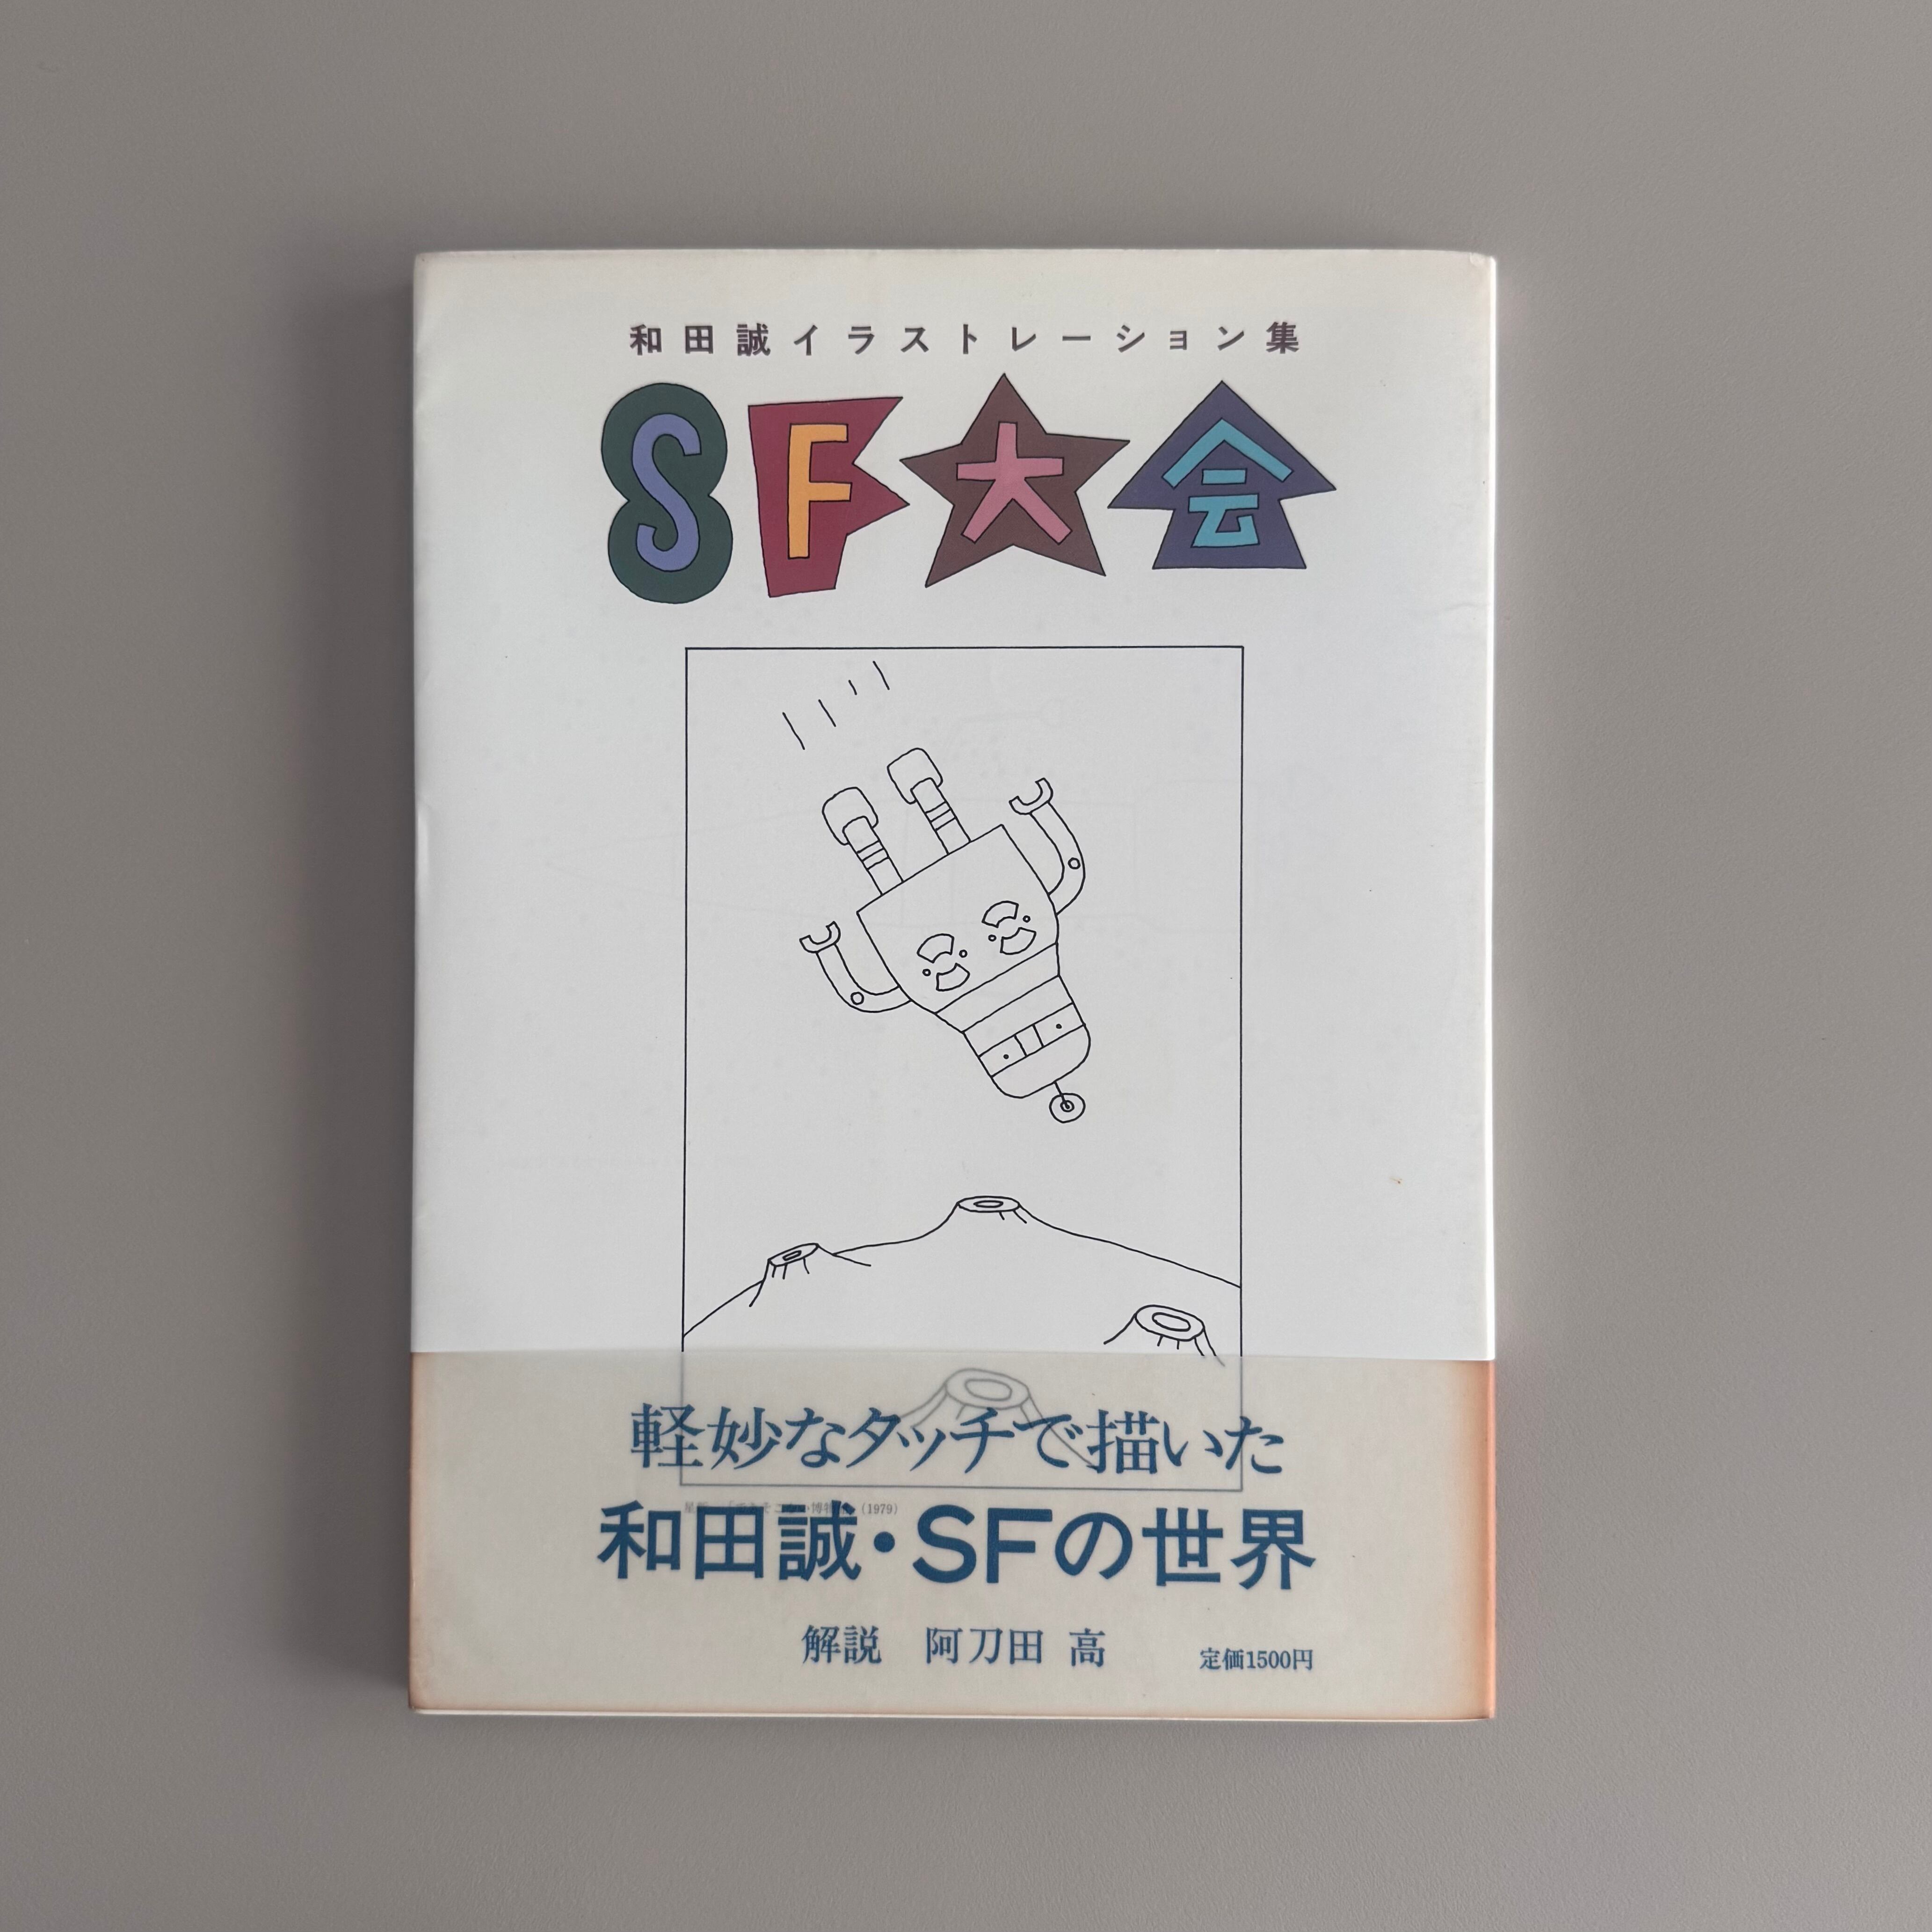 和田誠イラストレーション集
SF大会
軽妙なタッチで描いた
(1979)
和田誠・SFの世界
解説 阿刀田 高
定価1500円